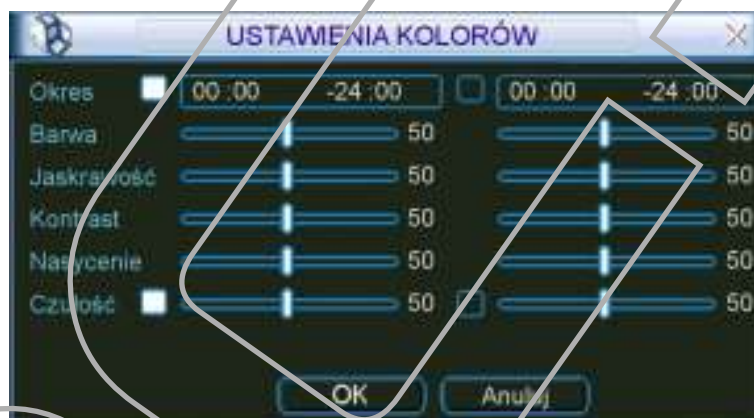 USTAWIENIA KOLORÓW
Okres 00 :00 -24 :00 00 :00 -24 :00
Barwa 50 50
Jaskrawość 50 50
Kontrast 50 50
Nasycenie 50 50
Czułość 50 50
OK Anuluj